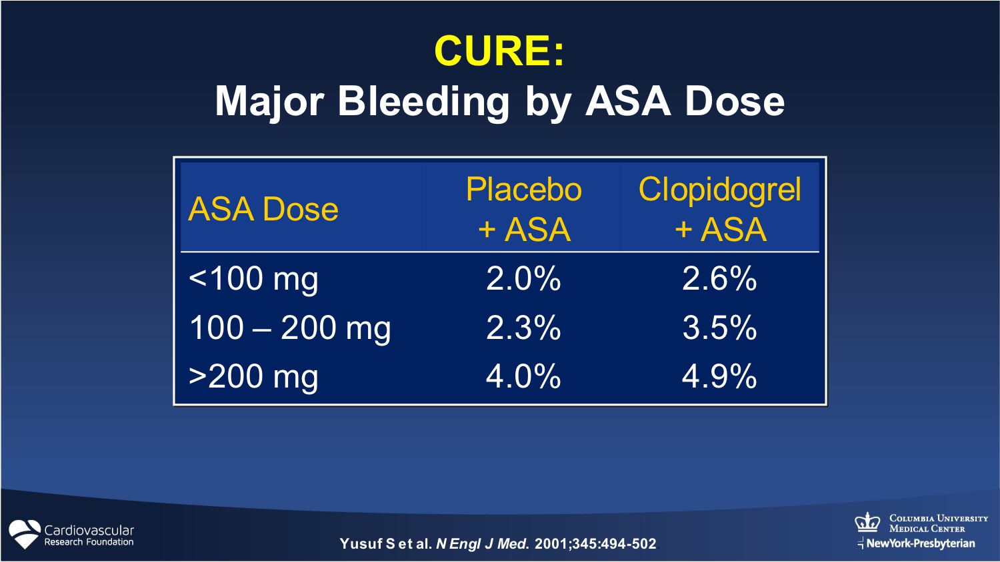 CURE:
Major Bleeding by ASA Dose
ASA Dose
Placebo
+ ASA
Clopidogrel
+ ASA
<100 mg 2.0% 2.6%
100 – 200 mg 2.3% 3.5%
>200 mg 4.0% 4.9%
Cardiovascular
Research Foundation
Yusuf S et al. N Engl J Med. 2001;345:494-502
COLUMBIA UNIVERSITY
MEDICAL CENTER
NewYork-Presbyterian